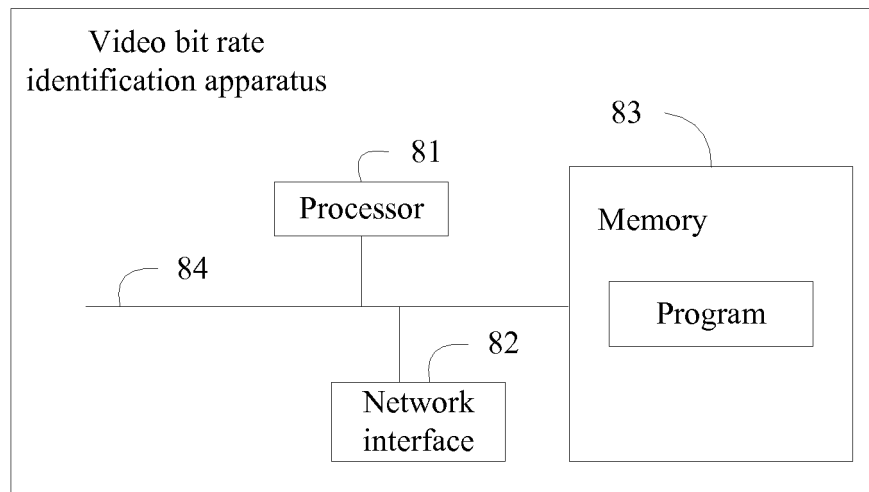 Video bit rate
identification apparatus
83
81
Processor
Memory
84
Program
82
Network
interface